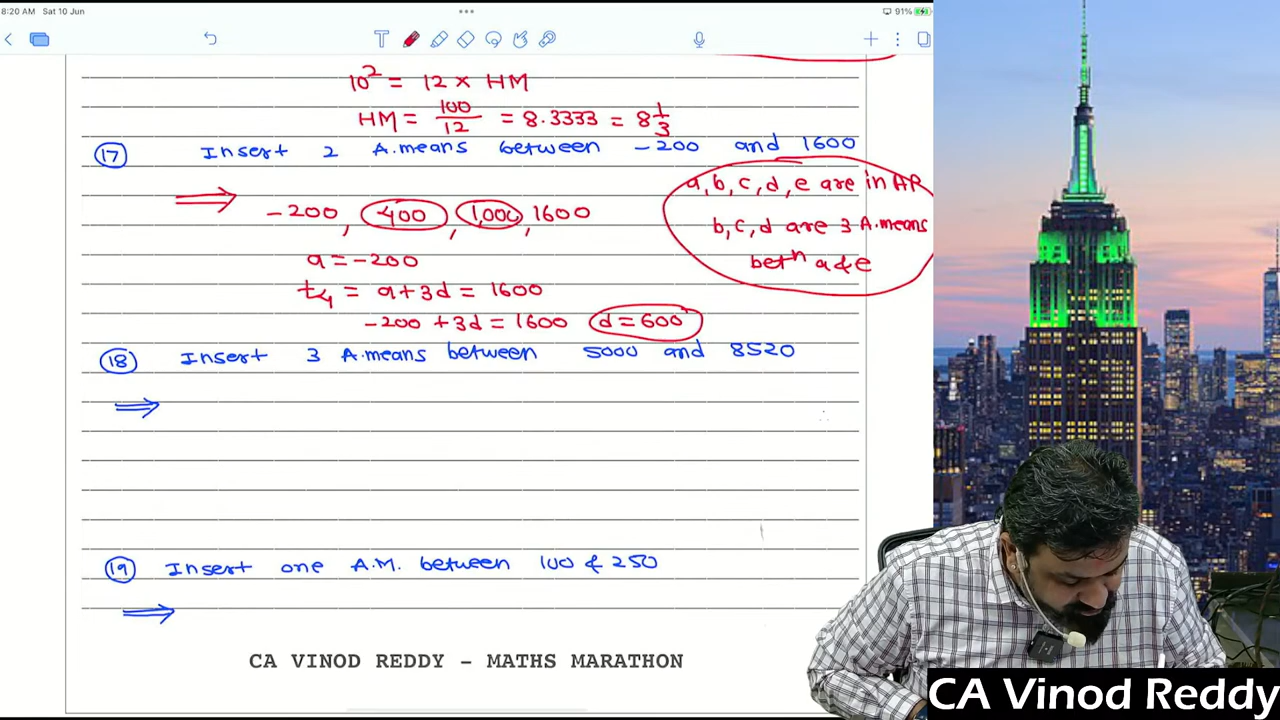 8:20 AM Sat 10 Jun
91%
10² = 12 × HM
HM = 100/12 = 8.3333 = 8 1/3
17 Insert 2 A.means between -200 and 1600
⇒ -200, 400, 1,000, 1600
a, b, c, d, e are in AP
b, c, d are 3 A.means
betⁿ a & e
a = -200
t₄ = a + 3d = 1600
-200 + 3d = 1600 d = 600
18 Insert 3 A.means between 5000 and 8520
⇒
19 Insert one A.M. between 100 & 250
⇒
CA VINOD REDDY - MATHS MARATHON
CA Vinod Reddy